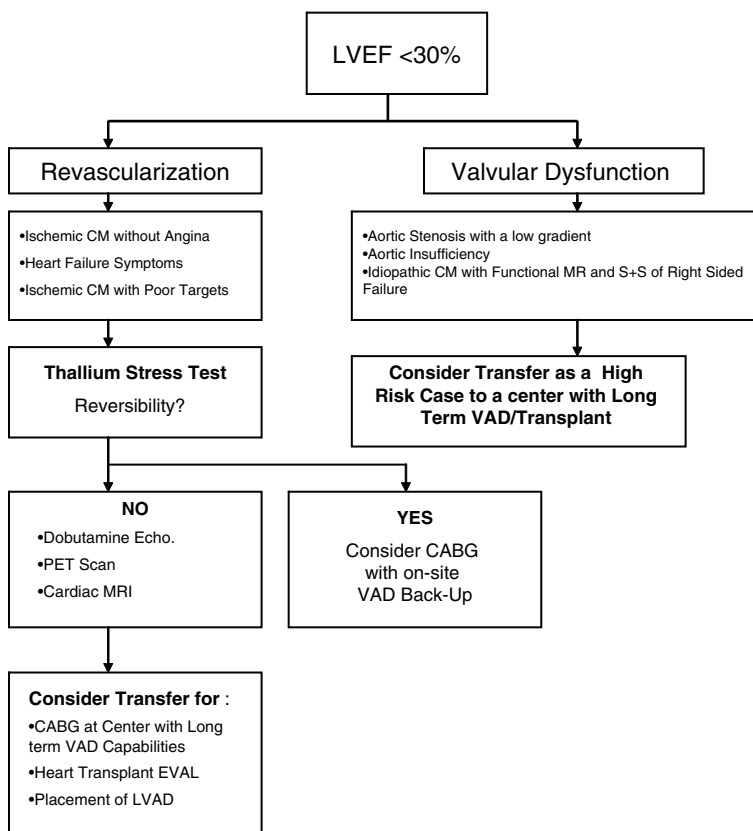 LVEF <30%
Revascularization
Valvular Dysfunction
•Ischemic CM without Angina
•Heart Failure Symptoms
•Ischemic CM with Poor Targets
•Aortic Stenosis with a low gradient
•Aortic Insufficiency
•Idiopathic CM with Functional MR and S+S of Right Sided
Failure
Thallium Stress Test
Reversibility?
Consider Transfer as a High
Risk Case to a center with Long
Term VAD/Transplant
NO
•Dobutamine Echo.
•PET Scan
•Cardiac MRI
YES
Consider CABG
with on-site
VAD Back-Up
Consider Transfer for :
•CABG at Center with Long
term VAD Capabilities
•Heart Transplant EVAL
•Placement of LVAD